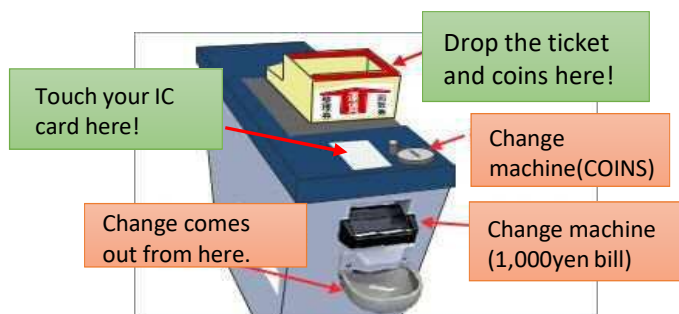 Drop the ticket
and coins here!
Touch your IC
card here!
Change
machine(COINS)
Change comes
out from here.
Change machine
(1,000yen bill)